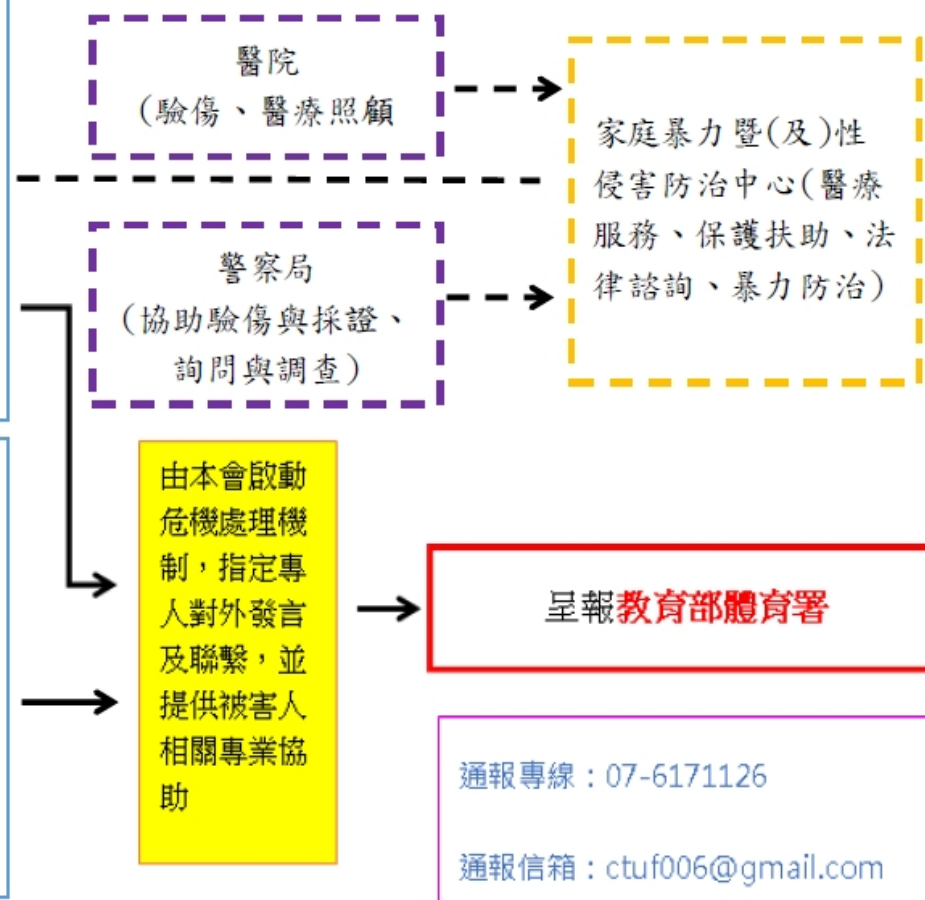 醫院
(驗傷、醫療照顧
家庭暴力暨(及)性
侵害防治中心(醫療
服務、保護扶助、法
律諮詢、暴力防治)
警察局
(協助驗傷與採證、
詢問與調查)
由本會啟動
危機處理機
制，指定專
人對外發言
及聯繫，並
提供被害人
相關專業協
助
呈報教育部體育署
通報專線：07-6171126
通報信箱：ctuf006@gmail.com